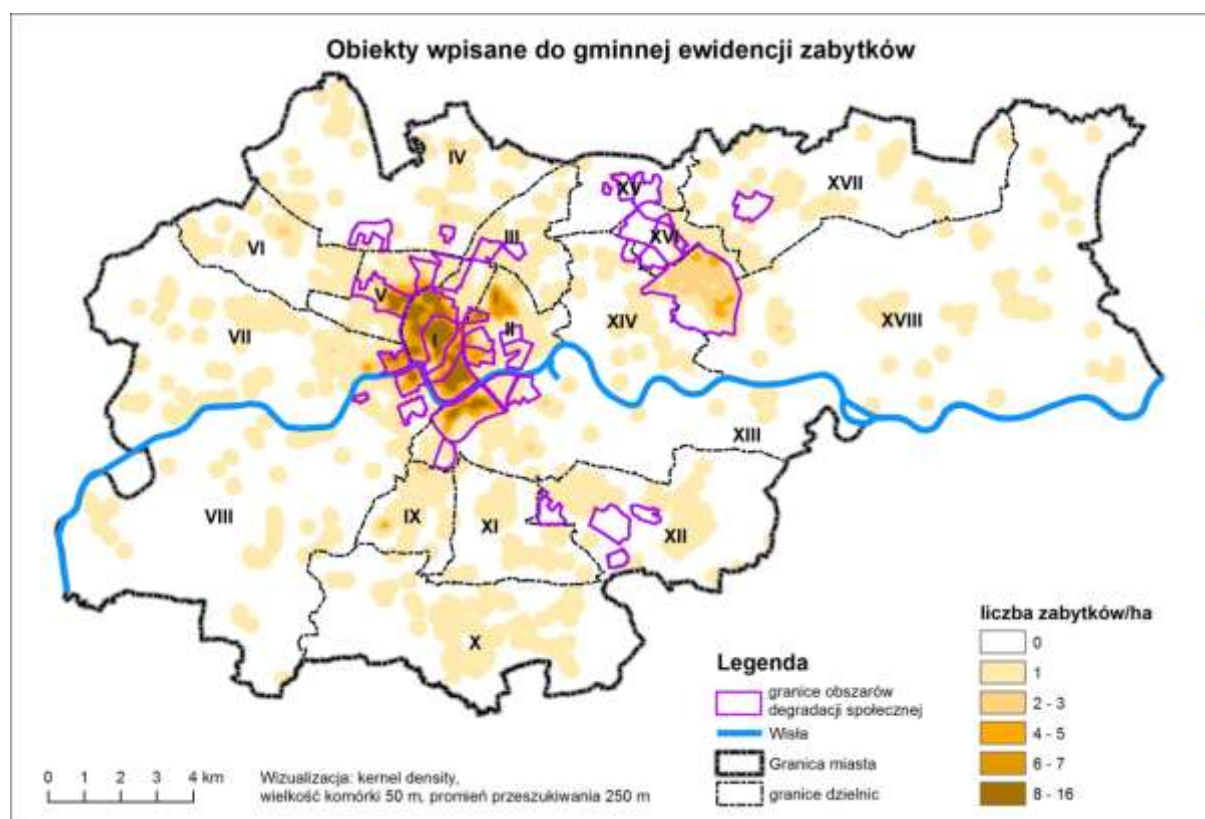 Obiekty wpisane do gminnej ewidencji zabytków
IV
XV
XVII
III
XVI
VI
V
VII
I
II
XIV
XVIII
XIII
VIII
IX
XI
XII
X
liczba zabytków/ha
0
1
2 - 3
4 - 5
6 - 7
8 - 16
Legenda
granice obszarów
degradacji społecznej
Wisła
Granica miasta
granice dzielnic
0 1 2 3 4 km
Wizualizacja: kernel density,
wielkość komórki 50 m, promień przeszukiwania 250 m